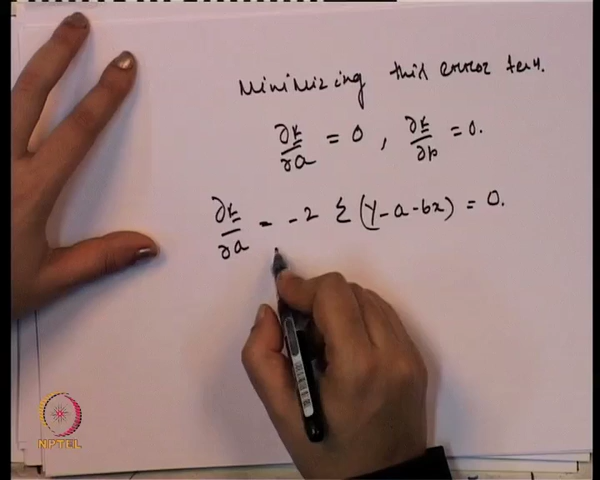 Minimizing this error term.
∂E/∂a = 0 , ∂E/∂b = 0.
∂E/∂a = -2 Σ (y-a-bx) = 0.
NPTEL